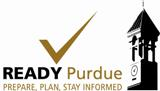 READY Purdue
PREPARE, PLAN, STAY INFORMED